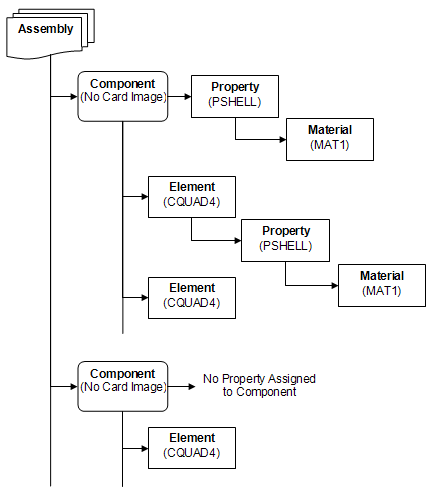 Assembly
Component
(No Card Image)
Property
(PSHELL)
Material
(MAT1)
Element
(CQUAD4)
Property
(PSHELL)
Material
(MAT1)
Element
(CQUAD4)
Component
(No Card Image)
No Property Assigned
to Component
Element
(CQUAD4)